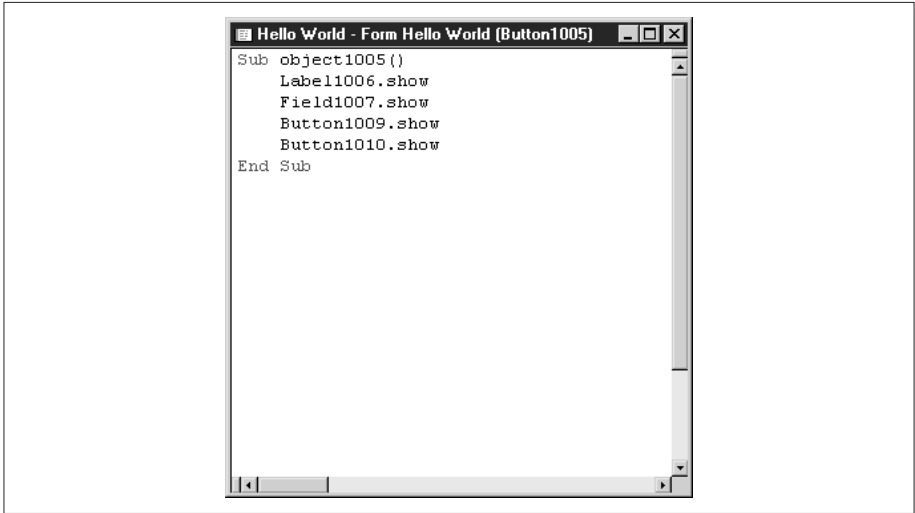 Hello World - Form Hello World (Button1005)
Sub object1005()
    Label1006.show
    Field1007.show
    Button1009.show
    Button1010.show
End Sub